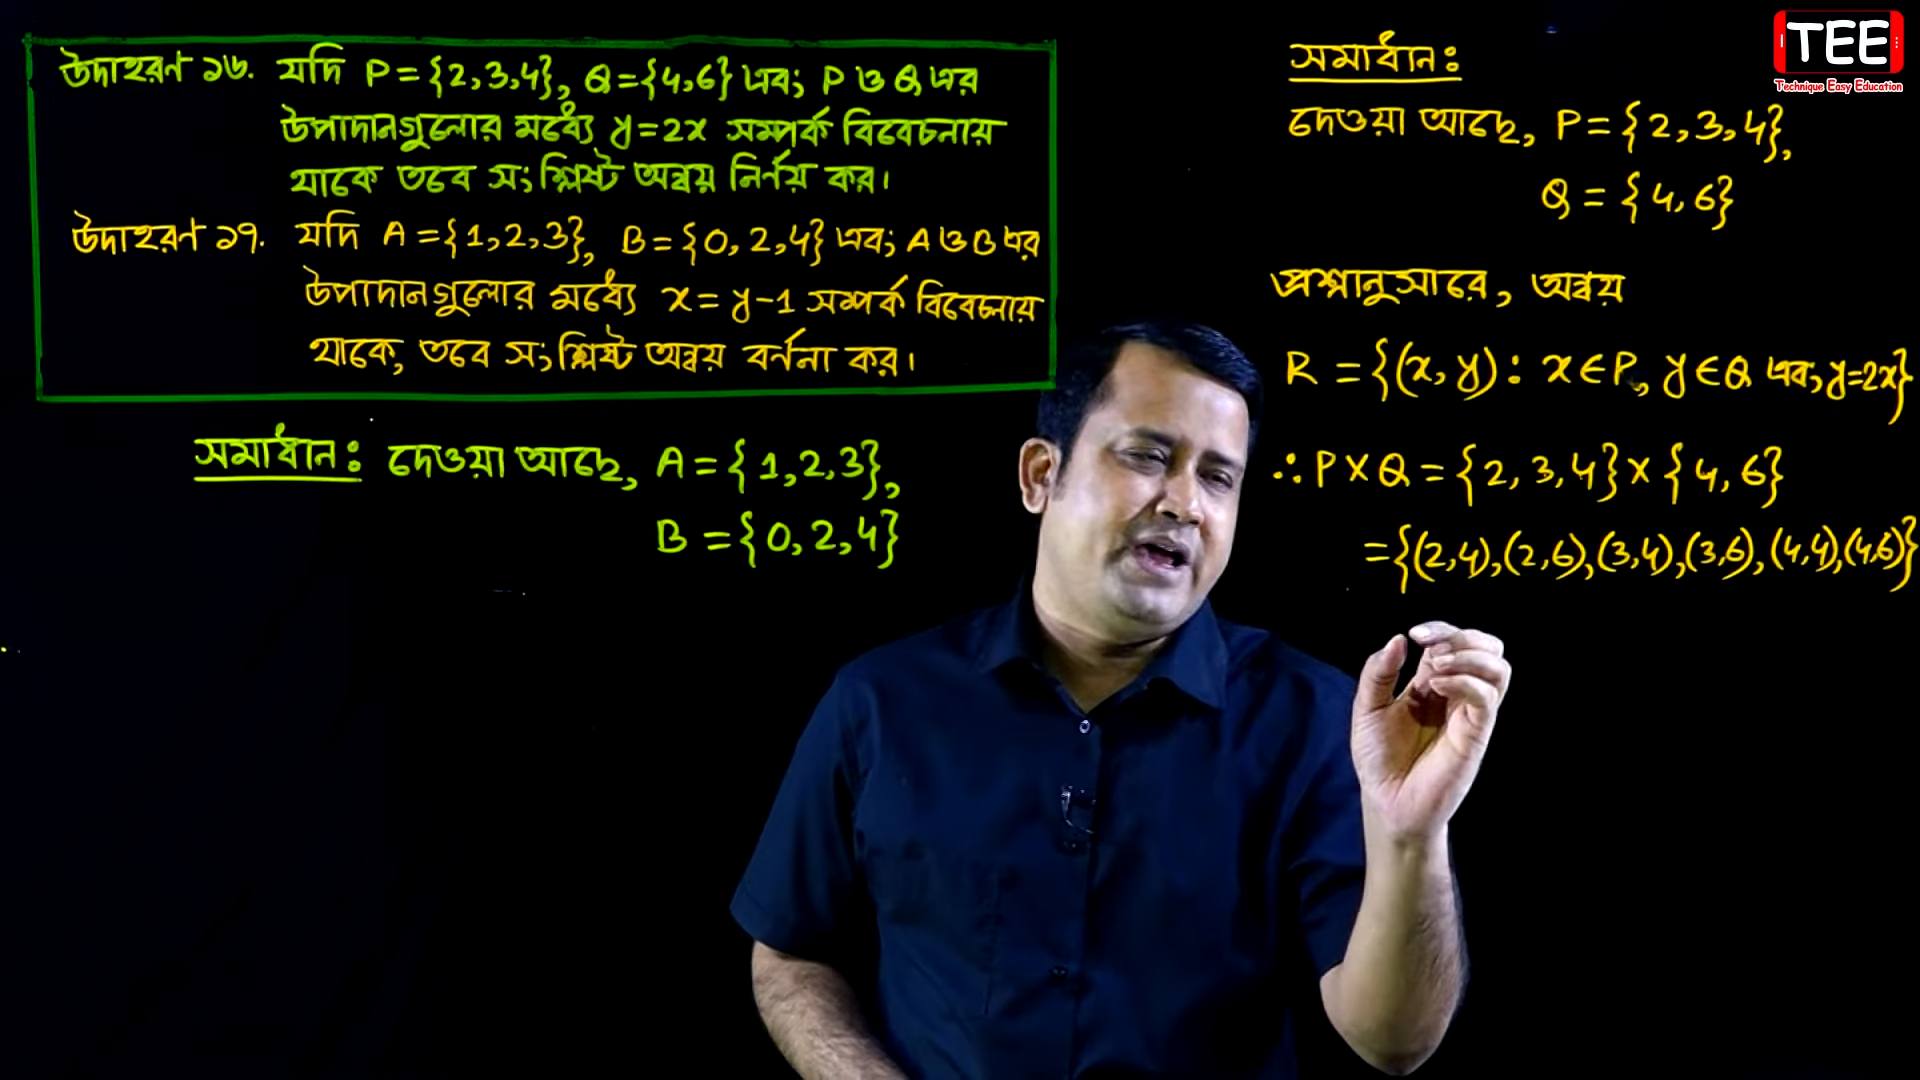 উদাহরণ ১৬. যদি P = {2,3,4}, Q = {4,6} এবং P ও Q এর
উপাদানগুলোর মধ্যে y = 2x সম্পর্ক বিবেচনায়
থাকে তবে সংশ্লিষ্ট অন্বয় নির্ণয় কর।
উদাহরণ ১৭. যদি A = {1,2,3}, B = {0,2,4} এবং A ও B এর
উপাদানগুলোর মধ্যে x = y-1 সম্পর্ক বিবেচনায়
থাকে, তবে সংশ্লিষ্ট অন্বয় বর্ণনা কর।
সমাধান: দেওয়া আছে, A = {1,2,3},
B = {0,2,4}
সমাধান:
দেওয়া আছে, P = {2,3,4},
Q = {4,6}
প্রশ্নানুসারে, অন্বয়
R = {(x, y) : x ∈ P, y ∈ Q এবং y=2x}
∴ P X Q = {2,3,4} x {4,6}
= {(2,4),(2,6),(3,4),(3,6),(4,4),(4,6)}
TEE
Technique Easy Education